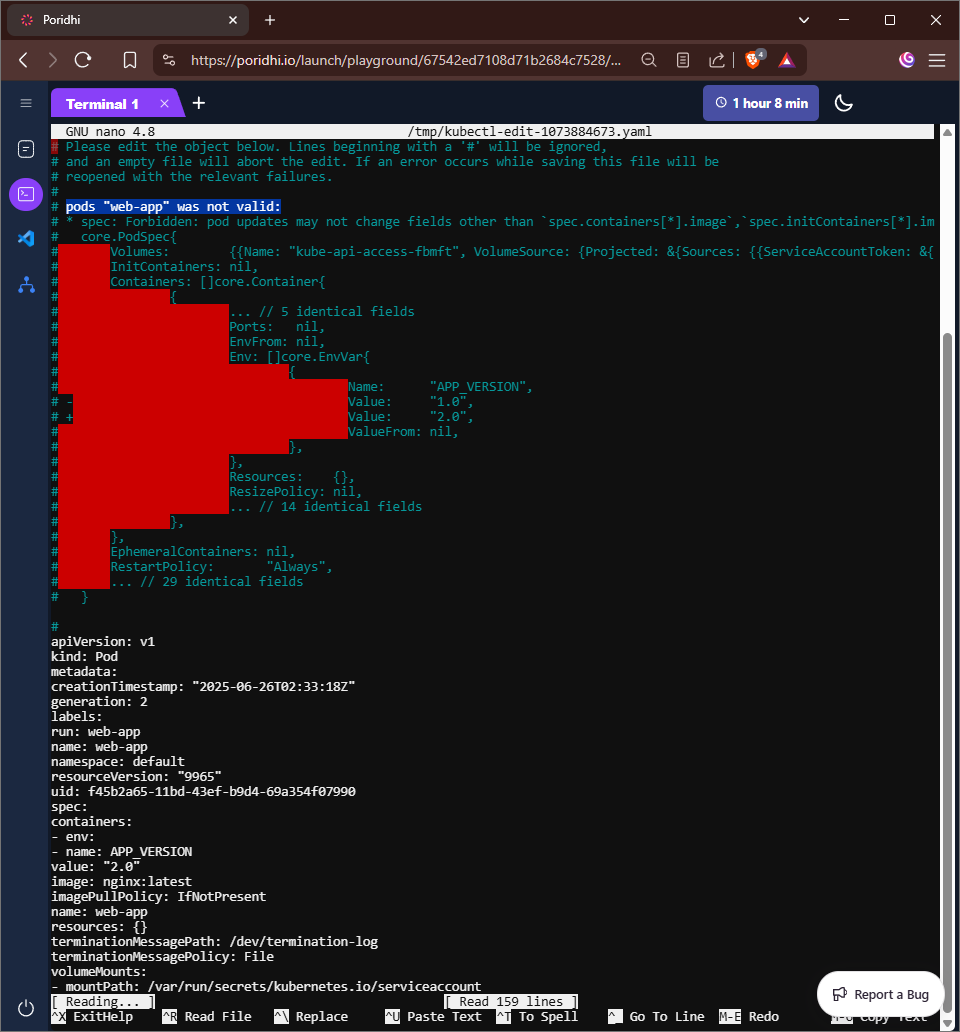 Poridhi
https://poridhi.io/launch/playground/67542ed7108d71b2684c7528/...
4
Terminal 1
1 hour 8 min
GNU nano 4.8 /tmp/kubectl-edit-1073884673.yaml
# Please edit the object below. Lines beginning with a '#' will be ignored,
# and an empty file will abort the edit. If an error occurs while saving this file will be
# reopened with the relevant failures.
#
# pods "web-app" was not valid:
# * spec: Forbidden: pod updates may not change fields other than `spec.containers[*].image`,`spec.initContainers[*].im
#   core.PodSpec{
# Volumes: {{Name: "kube-api-access-fbmft", VolumeSource: {Projected: &{Sources: {{ServiceAccountToken: &{
# InitContainers: nil,
# Containers: []core.Container{
# {
# ... // 5 identical fields
# Ports: nil,
# EnvFrom: nil,
# Env: []core.EnvVar{
# {
# Name: "APP_VERSION",
# - Value: "1.0",
# + Value: "2.0",
# ValueFrom: nil,
# },
# },
# Resources: {},
# ResizePolicy: nil,
# ... // 14 identical fields
# },
# },
# EphemeralContainers: nil,
# RestartPolicy: "Always",
# ... // 29 identical fields
#   }
#
apiVersion: v1
kind: Pod
metadata:
creationTimestamp: "2025-06-26T02:33:18Z"
generation: 2
labels:
run: web-app
name: web-app
namespace: default
resourceVersion: "9965"
uid: f45b2a65-11bd-43ef-b9d4-69a354f07990
spec:
containers:
- env:
- name: APP_VERSION
value: "2.0"
image: nginx:latest
imagePullPolicy: IfNotPresent
name: web-app
resources: {}
terminationMessagePath: /dev/termination-log
terminationMessagePolicy: File
volumeMounts:
- mountPath: /var/run/secrets/kubernetes.io/serviceaccount
[ Reading... ] [ Read 159 lines ]
^X ExitHelp ^R Read File ^\ Replace ^U Paste Text ^T To Spell ^_ Go To Line M-E Redo Copy Text
Report a Bug